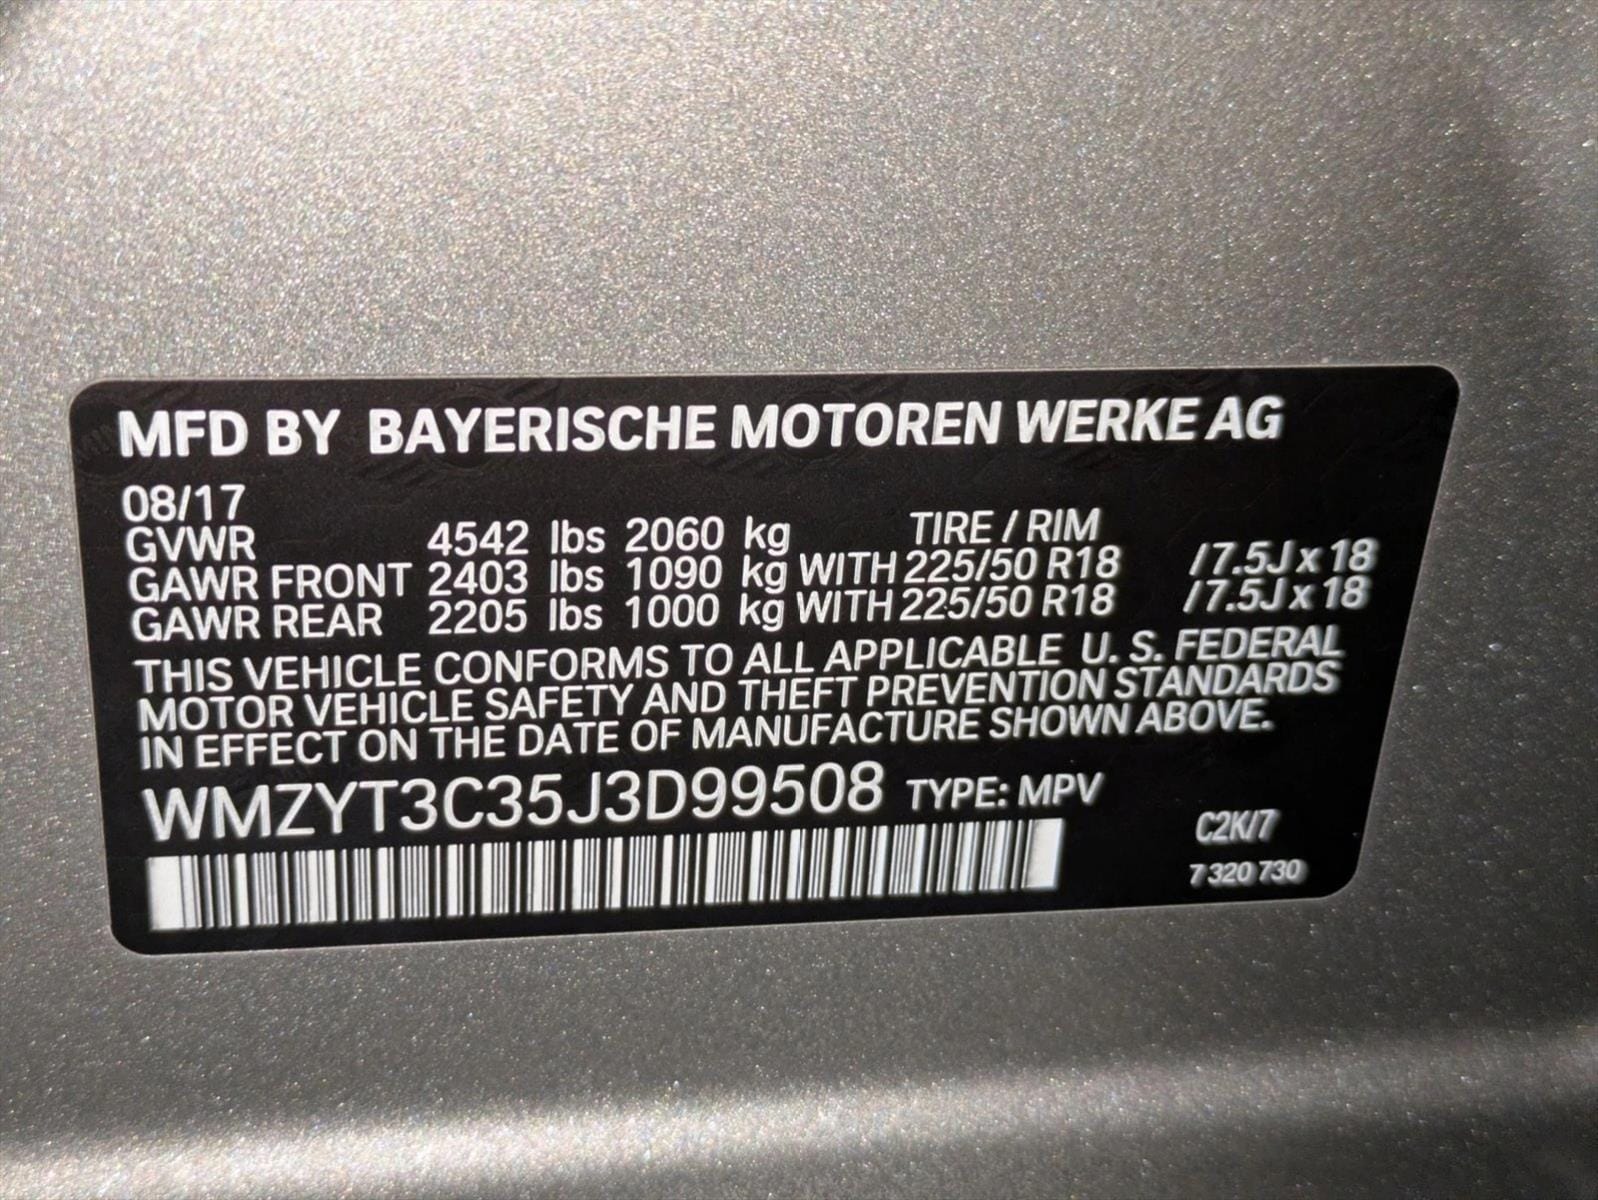 MFD BY BAYERISCHE MOTOREN WERKE AG
08/17
GVWR 4542 lbs 2060 kg TIRE / RIM
GAWR FRONT 2403 lbs 1090 kg WITH 225/50 R18 /7.5J x 18
GAWR REAR 2205 lbs 1000 kg WITH 225/50 R18 /7.5J x 18
THIS VEHICLE CONFORMS TO ALL APPLICABLE U. S. FEDERAL
MOTOR VEHICLE SAFETY AND THEFT PREVENTION STANDARDS
IN EFFECT ON THE DATE OF MANUFACTURE SHOWN ABOVE.
WMZYT3C35J3D99508 TYPE: MPV
C2K/7
7 320 730